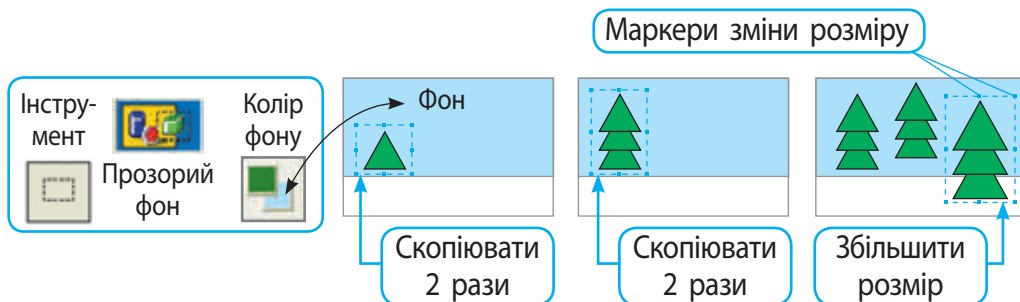 Маркери зміни розміру
Інстру-
мент
Колір
фону
Прозорий
фон
Фон
Скопіювати
2 рази
Скопіювати
2 рази
Збільшити
розмір